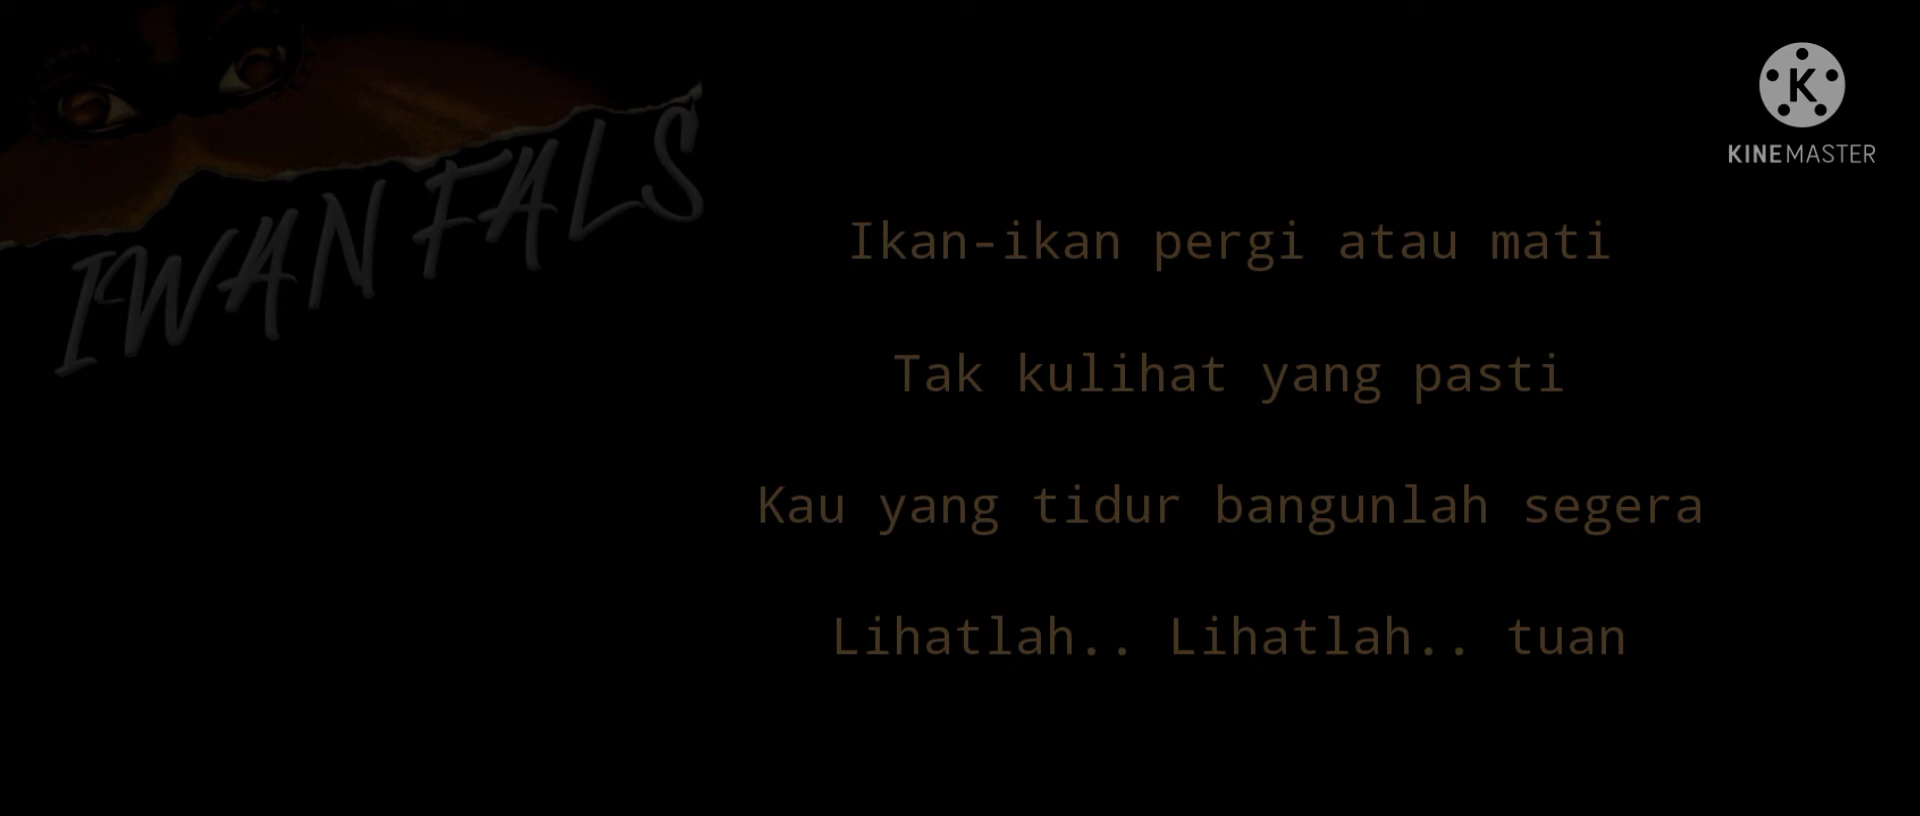 IWAN FALS
KINEMASTER
Ikan-ikan pergi atau mati
Tak kulihat yang pasti
Kau yang tidur bangunlah segera
Lihatlah.. Lihatlah.. tuan